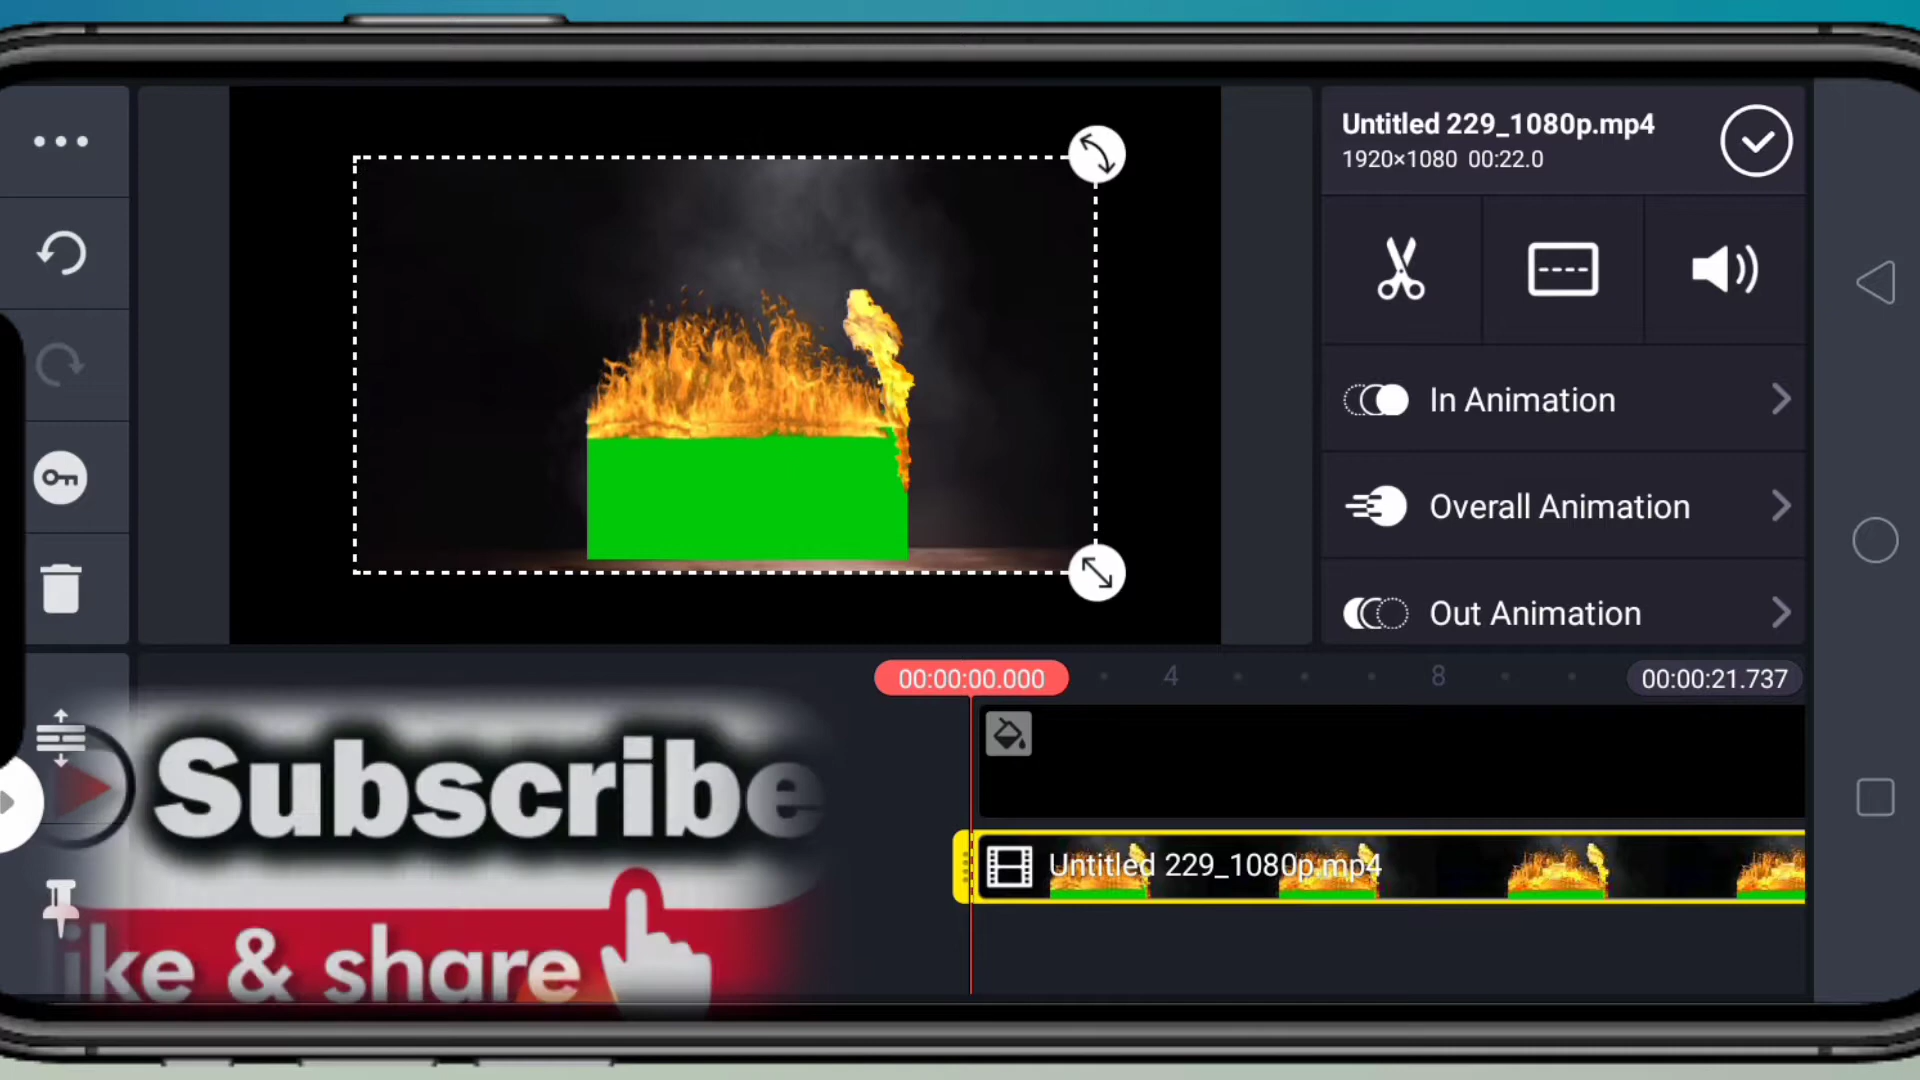 Untitled 229_1080p.mp4
1920×1080 00:22.0
In Animation
Overall Animation
Out Animation
00:00:00.000
4
8
00:00:21.737
Subscribe
Untitled 229_1080p.mp4
ike & share